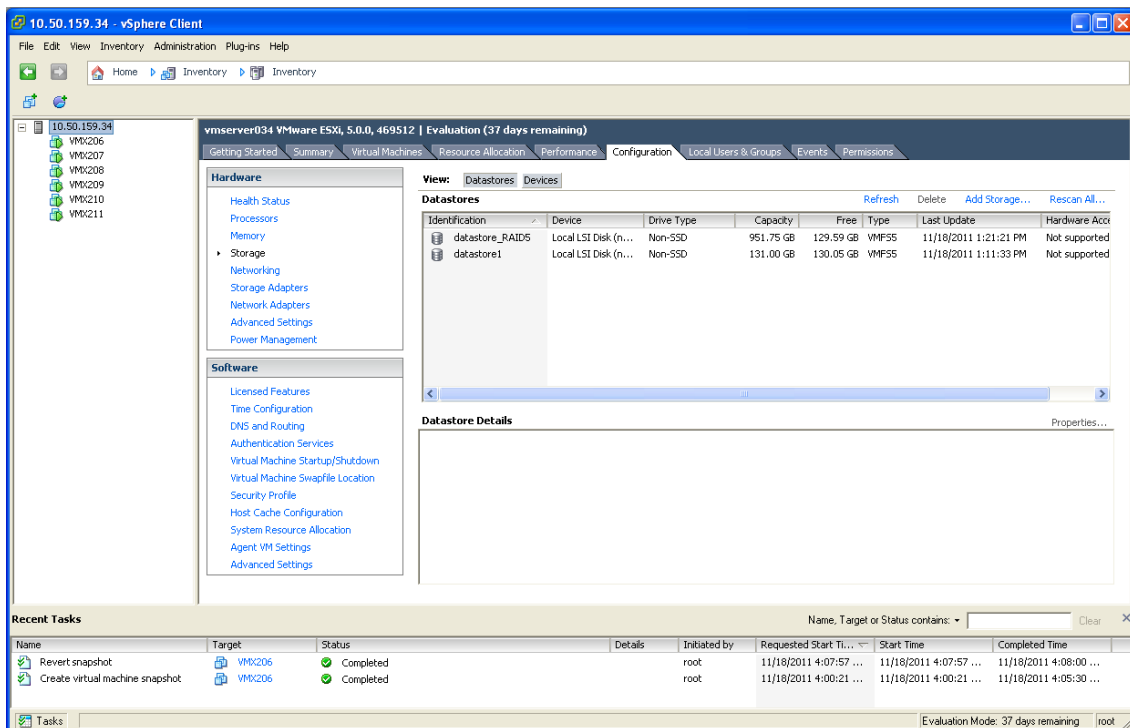 10.50.159.34 - vSphere Client
File Edit View Inventory Administration Plug-ins Help
Home Inventory Inventory
10.50.159.34
VMX206
VMX207
VMX208
VMX209
VMX210
VMX211
vmserver034 VMware ESXi, 5.0.0, 469512 | Evaluation (37 days remaining)
Getting Started Summary Virtual Machines Resource Allocation Performance Configuration Local Users & Groups Events Permissions
Hardware
Health Status
Processors
Memory
Storage
Networking
Storage Adapters
Network Adapters
Advanced Settings
Power Management
Software
Licensed Features
Time Configuration
DNS and Routing
Authentication Services
Virtual Machine Startup/Shutdown
Virtual Machine Swapfile Location
Security Profile
Host Cache Configuration
System Resource Allocation
Agent VM Settings
Advanced Settings
View: Datastores Devices
Datastores Refresh Delete Add Storage... Rescan All...
Identification Device Drive Type Capacity Free Type Last Update Hardware Acce
datastore_RAID5 Local LSI Disk (n... Non-SSD 951.75 GB 129.59 GB VMFS5 11/18/2011 1:21:21 PM Not supported
datastore1 Local LSI Disk (n... Non-SSD 131.00 GB 130.05 GB VMFS5 11/18/2011 1:11:33 PM Not supported
Datastore Details Properties...
Recent Tasks Name, Target or Status contains: Clear
Name Target Status Details Initiated by Requested Start Ti... Start Time Completed Time
Revert snapshot VMX206 Completed root 11/18/2011 4:07:57 ... 11/18/2011 4:07:57 ... 11/18/2011 4:08:00 ...
Create virtual machine snapshot VMX206 Completed root 11/18/2011 4:00:21 ... 11/18/2011 4:00:21 ... 11/18/2011 4:05:30 ...
Tasks Evaluation Mode: 37 days remaining root